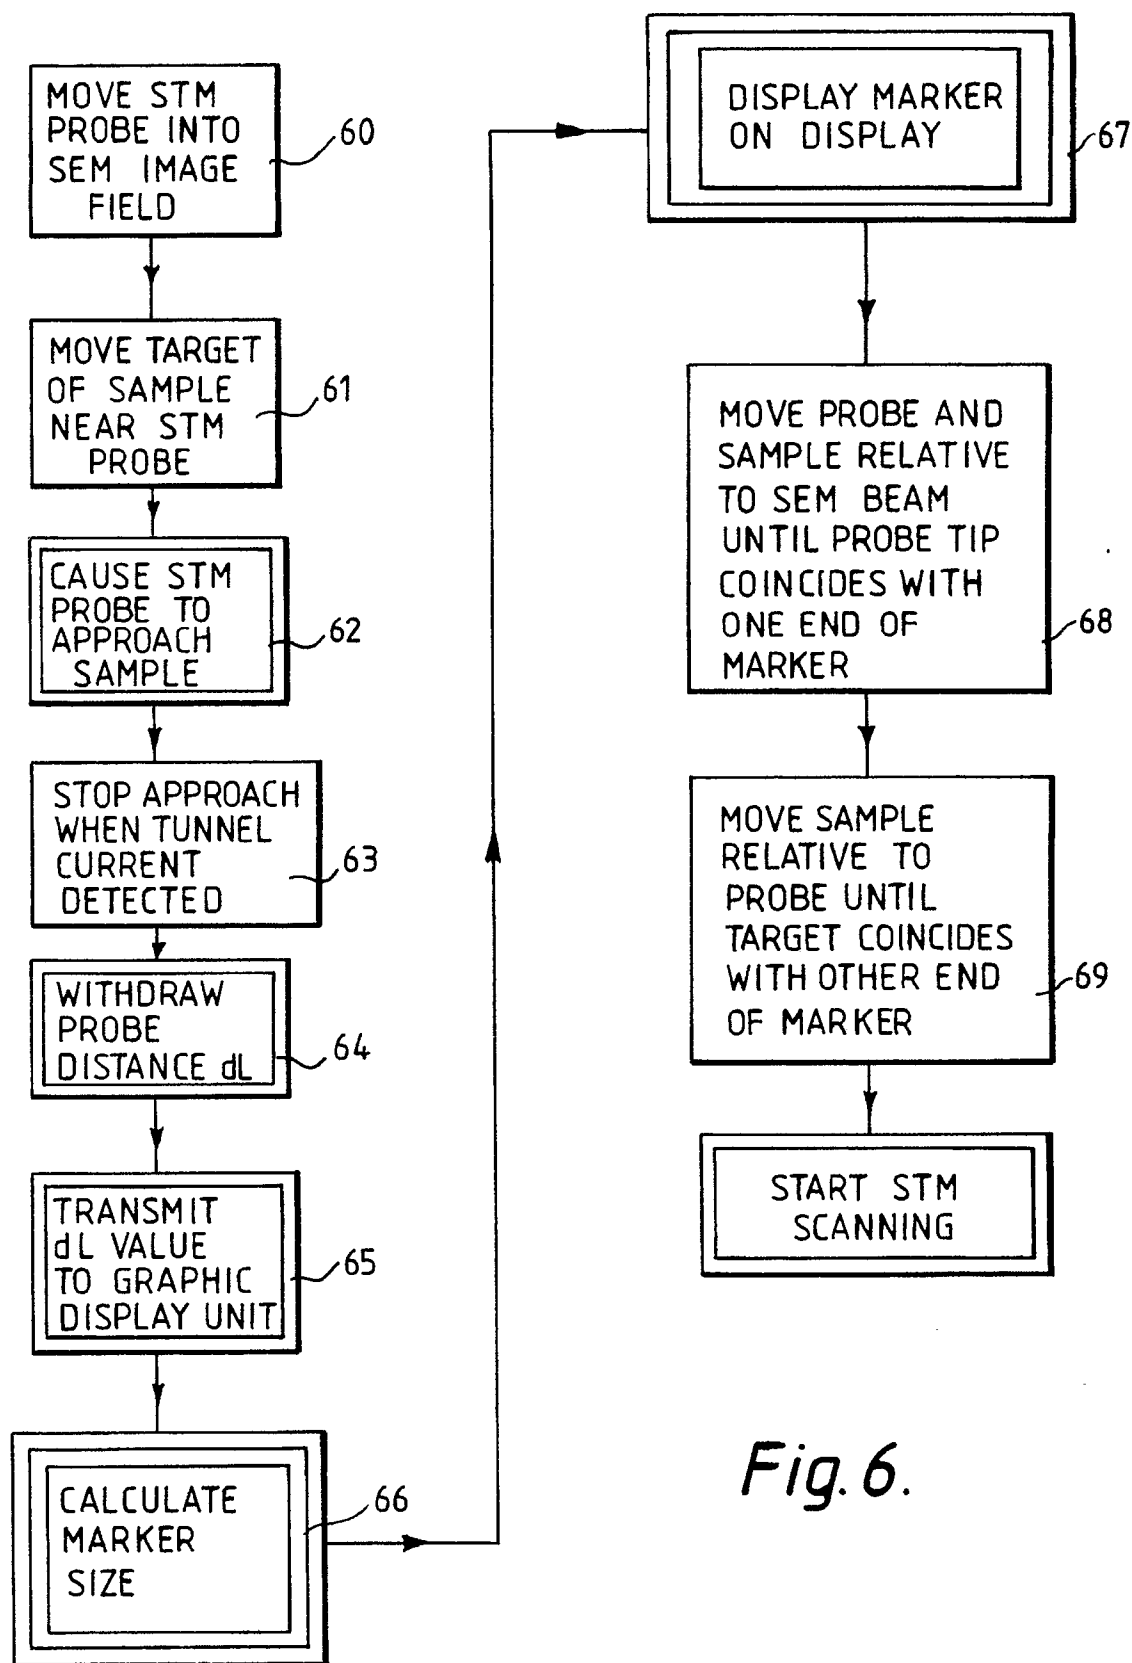 MOVE STM
PROBE INTO
SEM IMAGE
FIELD
60
MOVE TARGET
OF SAMPLE
NEAR STM
PROBE
61
CAUSE STM
PROBE TO
APPROACH
SAMPLE
62
STOP APPROACH
WHEN TUNNEL
CURRENT
DETECTED
63
WITHDRAW
PROBE
DISTANCE dL
64
TRANSMIT
dL VALUE
TO GRAPHIC
DISPLAY UNIT
65
CALCULATE
MARKER
SIZE
66
DISPLAY MARKER
ON DISPLAY
67
MOVE PROBE AND
SAMPLE RELATIVE
TO SEM BEAM
UNTIL PROBE TIP
COINCIDES WITH
ONE END OF
MARKER
68
MOVE SAMPLE
RELATIVE TO
PROBE UNTIL
TARGET COINCIDES
WITH OTHER END
OF MARKER
69
START STM
SCANNING
Fig. 6.